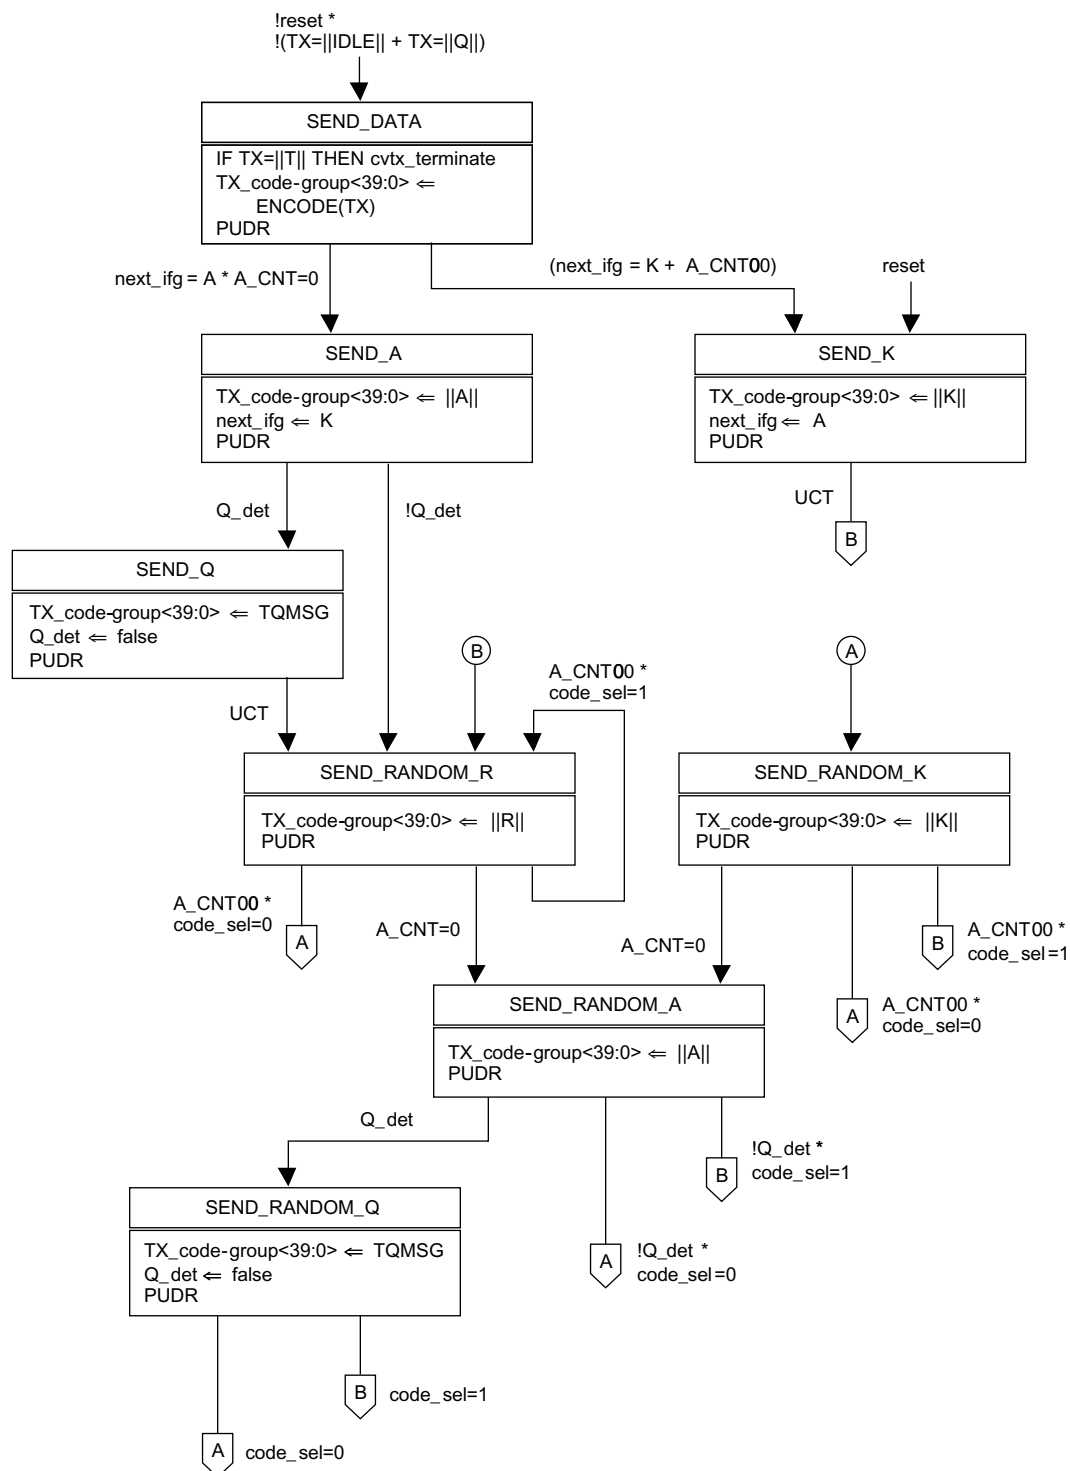 !reset *
!(TX=||IDLE|| + TX=||Q||)
SEND_DATA
IF TX=||T|| THEN cvtx_terminate
TX_code-group<39:0> ⇐
ENCODE(TX)
PUDR
next_ifg = A * A_CNT=0
(next_ifg = K + A_CNT00)
reset
SEND_A
TX_code-group<39:0> ⇐ ||A||
next_ifg ⇐ K
PUDR
SEND_K
TX_code-group<39:0> ⇐ ||K||
next_ifg ⇐ A
PUDR
Q_det
!Q_det
UCT
B
SEND_Q
TX_code-group<39:0> ⇐ TQMSG
Q_det ⇐ false
PUDR
UCT
B
A_CNT00 *
code_sel=1
A
SEND_RANDOM_R
TX_code-group<39:0> ⇐ ||R||
PUDR
SEND_RANDOM_K
TX_code-group<39:0> ⇐ ||K||
PUDR
A_CNT00 *
code_sel=0
A
A_CNT=0
A_CNT=0
B
A_CNT00 *
code_sel=1
A
A_CNT00 *
code_sel=0
SEND_RANDOM_A
TX_code-group<39:0> ⇐ ||A||
PUDR
Q_det
B
!Q_det *
code_sel=1
A
!Q_det *
code_sel=0
SEND_RANDOM_Q
TX_code-group<39:0> ⇐ TQMSG
Q_det ⇐ false
PUDR
B
code_sel=1
A
code_sel=0